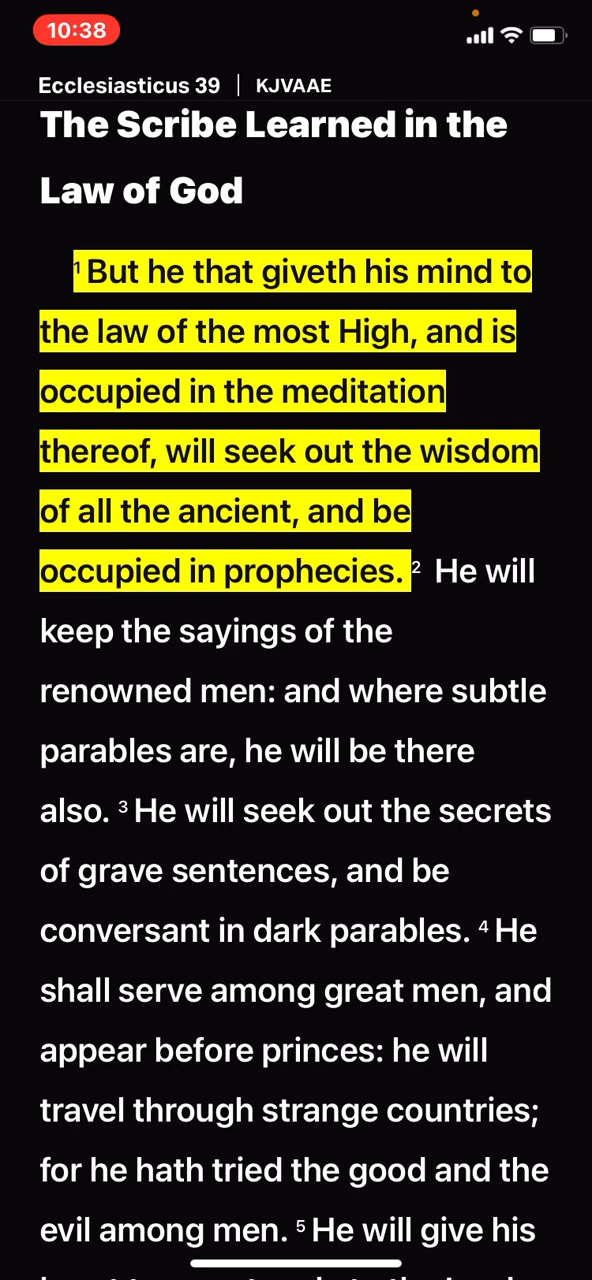 10:38
Ecclesiasticus 39 | KJVAAE
The Scribe Learned in the
Law of God
1 But he that giveth his mind to
the law of the most High, and is
occupied in the meditation
thereof, will seek out the wisdom
of all the ancient, and be
occupied in prophecies. 2 He will
keep the sayings of the
renowned men: and where subtle
parables are, he will be there
also. 3 He will seek out the secrets
of grave sentences, and be
conversant in dark parables. 4 He
shall serve among great men, and
appear before princes: he will
travel through strange countries;
for he hath tried the good and the
evil among men. 5 He will give his